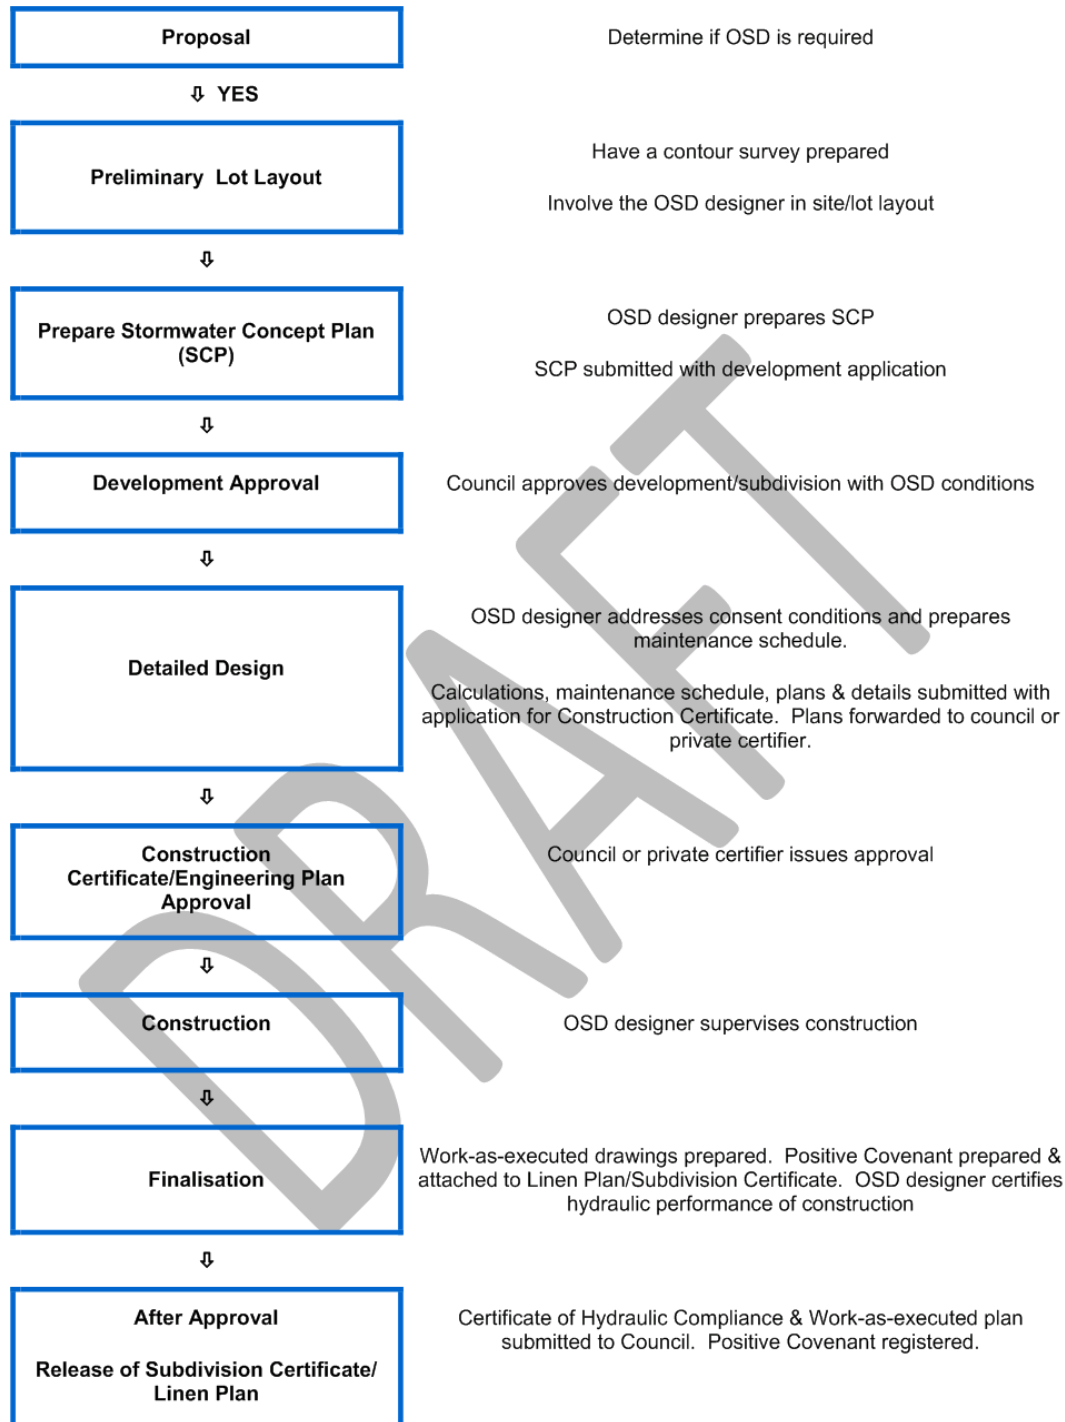 Proposal
Determine if OSD is required
⇩ YES
Preliminary Lot Layout
Have a contour survey prepared
Involve the OSD designer in site/lot layout
⇩
Prepare Stormwater Concept Plan
(SCP)
OSD designer prepares SCP
SCP submitted with development application
⇩
Development Approval
Council approves development/subdivision with OSD conditions
⇩
Detailed Design
OSD designer addresses consent conditions and prepares
maintenance schedule.
Calculations, maintenance schedule, plans & details submitted with
application for Construction Certificate. Plans forwarded to council or
private certifier.
⇩
Construction
Certificate/Engineering Plan
Approval
Council or private certifier issues approval
⇩
Construction
OSD designer supervises construction
⇩
Finalisation
Work-as-executed drawings prepared. Positive Covenant prepared &
attached to Linen Plan/Subdivision Certificate. OSD designer certifies
hydraulic performance of construction
⇩
After Approval
Release of Subdivision Certificate/
Linen Plan
Certificate of Hydraulic Compliance & Work-as-executed plan
submitted to Council. Positive Covenant registered.
DRAFT